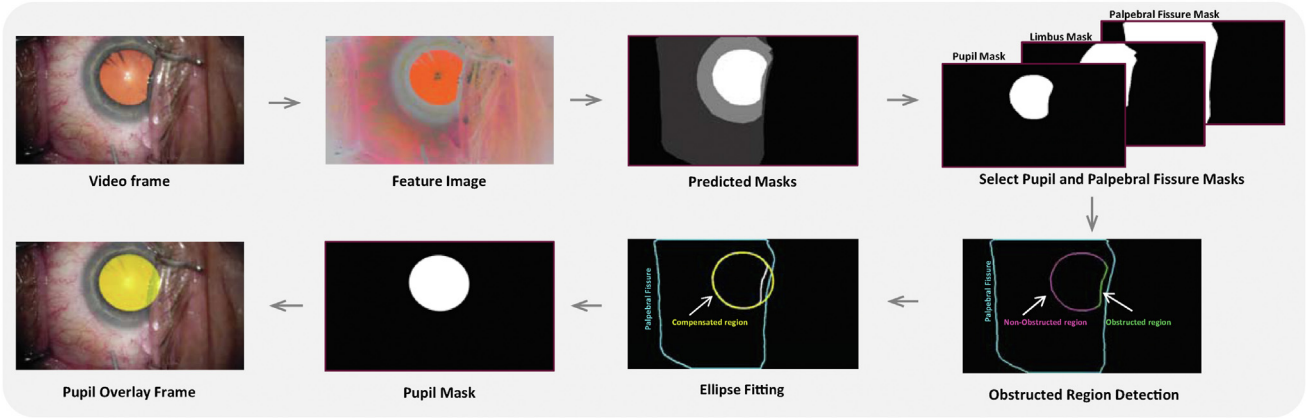 Palpebral Fissure Mask
Limbus Mask
Pupil Mask
Video frame
Feature Image
Predicted Masks
Select Pupil and Palpebral Fissure Masks
Palpebral Fissure
Compensated region
Palpebral Fissure
Non-Obstructed region
Obstructed region
Pupil Overlay Frame
Pupil Mask
Ellipse Fitting
Obstructed Region Detection